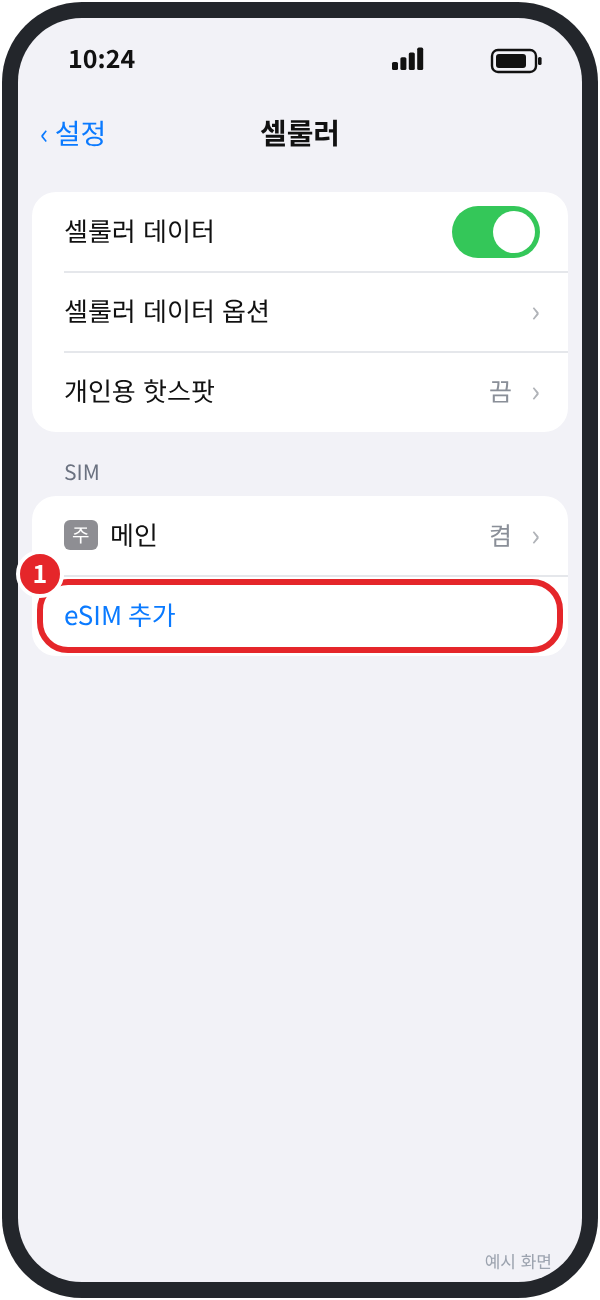 10:24
‹ 설정
셀룰러
셀룰러 데이터
셀룰러 데이터 옵션 ›
개인용 핫스팟 끔 ›
SIM
주 메인 켬 ›
1
eSIM 추가
예시 화면